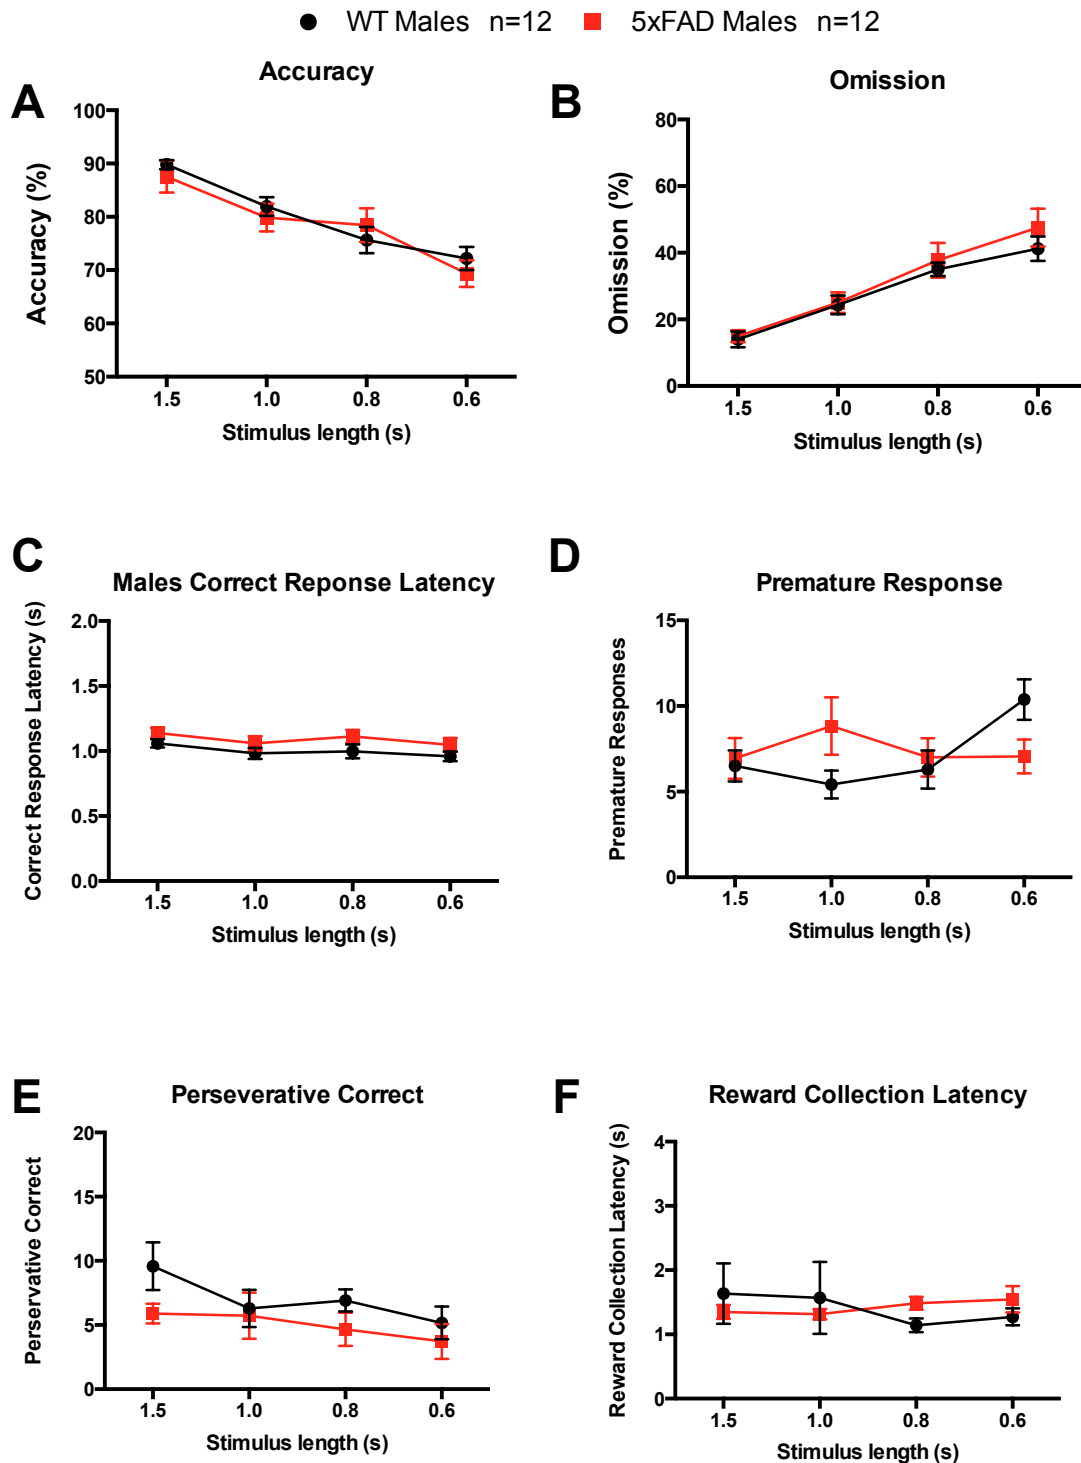 WT Males n=12 5xFAD Males n=12
A
Accuracy
Accuracy (%)
100
90
80
70
60
50
1.5 1.0 0.8 0.6
Stimulus length (s)
B
Omission
Omission (%)
80
60
40
20
0
1.5 1.0 0.8 0.6
Stimulus length (s)
C
Males Correct Reponse Latency
Correct Response Latency (s)
2.0
1.5
1.0
0.5
0.0
1.5 1.0 0.8 0.6
Stimulus length (s)
D
Premature Response
Premature Responses
15
10
5
0
1.5 1.0 0.8 0.6
Stimulus length (s)
E
Perseverative Correct
Perservative Correct
20
15
10
5
0
1.5 1.0 0.8 0.6
Stimulus length (s)
F
Reward Collection Latency
Reward Collection Latency (s)
4
3
2
1
0
1.5 1.0 0.8 0.6
Stimulus length (s)